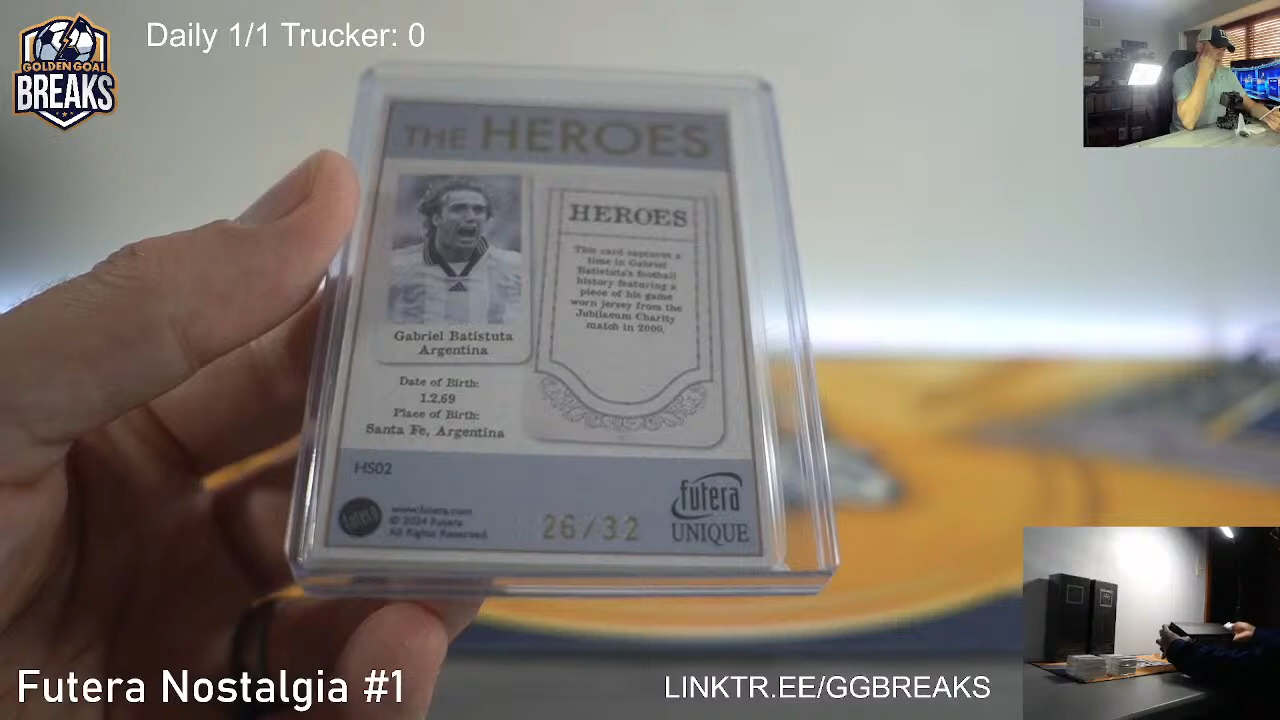 GOLDEN GOAL
BREAKS
Daily 1/1 Trucker: 0
THE HEROES
Gabriel Batistuta
Argentina
Date of Birth:
1.2.69
Place of Birth:
Santa Fe, Argentina
HEROES
This card captures a
time in Gabriel
Batistuta's football
history featuring a
piece of his game
worn jersey from the
Jubilaeum Charity
match in 2000.
HS02
futera
www.futera.com
© 2024 Futera
All Rights Reserved
26/32
futera
UNIQUE
Futera Nostalgia #1
LINKTR.EE/GGBREAKS